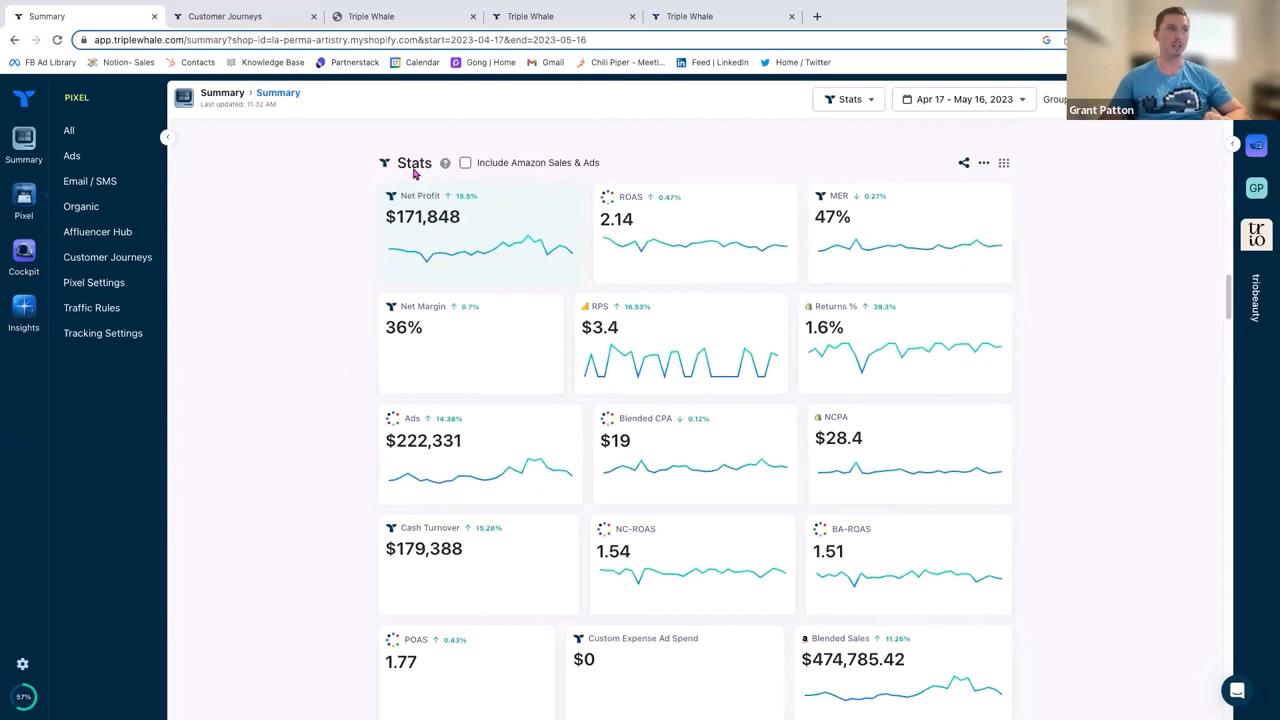 Summary
Customer Journeys
Triple Whale
Triple Whale
Triple Whale
app.triplewhale.com/summary?shop-id=la-perma-artistry.myshopify.com&start=2023-04-17&end=2023-05-16
FB Ad Library
Notion- Sales
Contacts
Knowledge Base
Partnerstack
Calendar
Gong | Home
Gmail
Chili Piper - Meeti...
Feed | LinkedIn
Home / Twitter
Grant Patton
Summary
Pixel
Cockpit
Insights
57%
PIXEL
All
Ads
Email / SMS
Organic
Affluencer Hub
Customer Journeys
Pixel Settings
Traffic Rules
Tracking Settings
Summary › Summary
Last updated: 11.32 AM
Stats
Apr 17 - May 16, 2023
Grou
Stats
Include Amazon Sales & Ads
Net Profit ↑ 15.5%
$171,848
ROAS ↑ 0.47%
2.14
MER ↓ 0.27%
47%
Net Margin ↑ 0.7%
36%
RPS ↑ 16.53%
$3.4
Returns % ↑ 39.3%
1.6%
Ads ↑ 14.38%
$222,331
Blended CPA ↓ 0.12%
$19
NCPA
$28.4
Cash Turnover ↑ 15.28%
$179,388
NC-ROAS
1.54
BA-ROAS
1.51
POAS ↑ 0.43%
1.77
Custom Expense Ad Spend
$0
Blended Sales ↑ 11.26%
$474,785.42
GP
trio
triobeauty